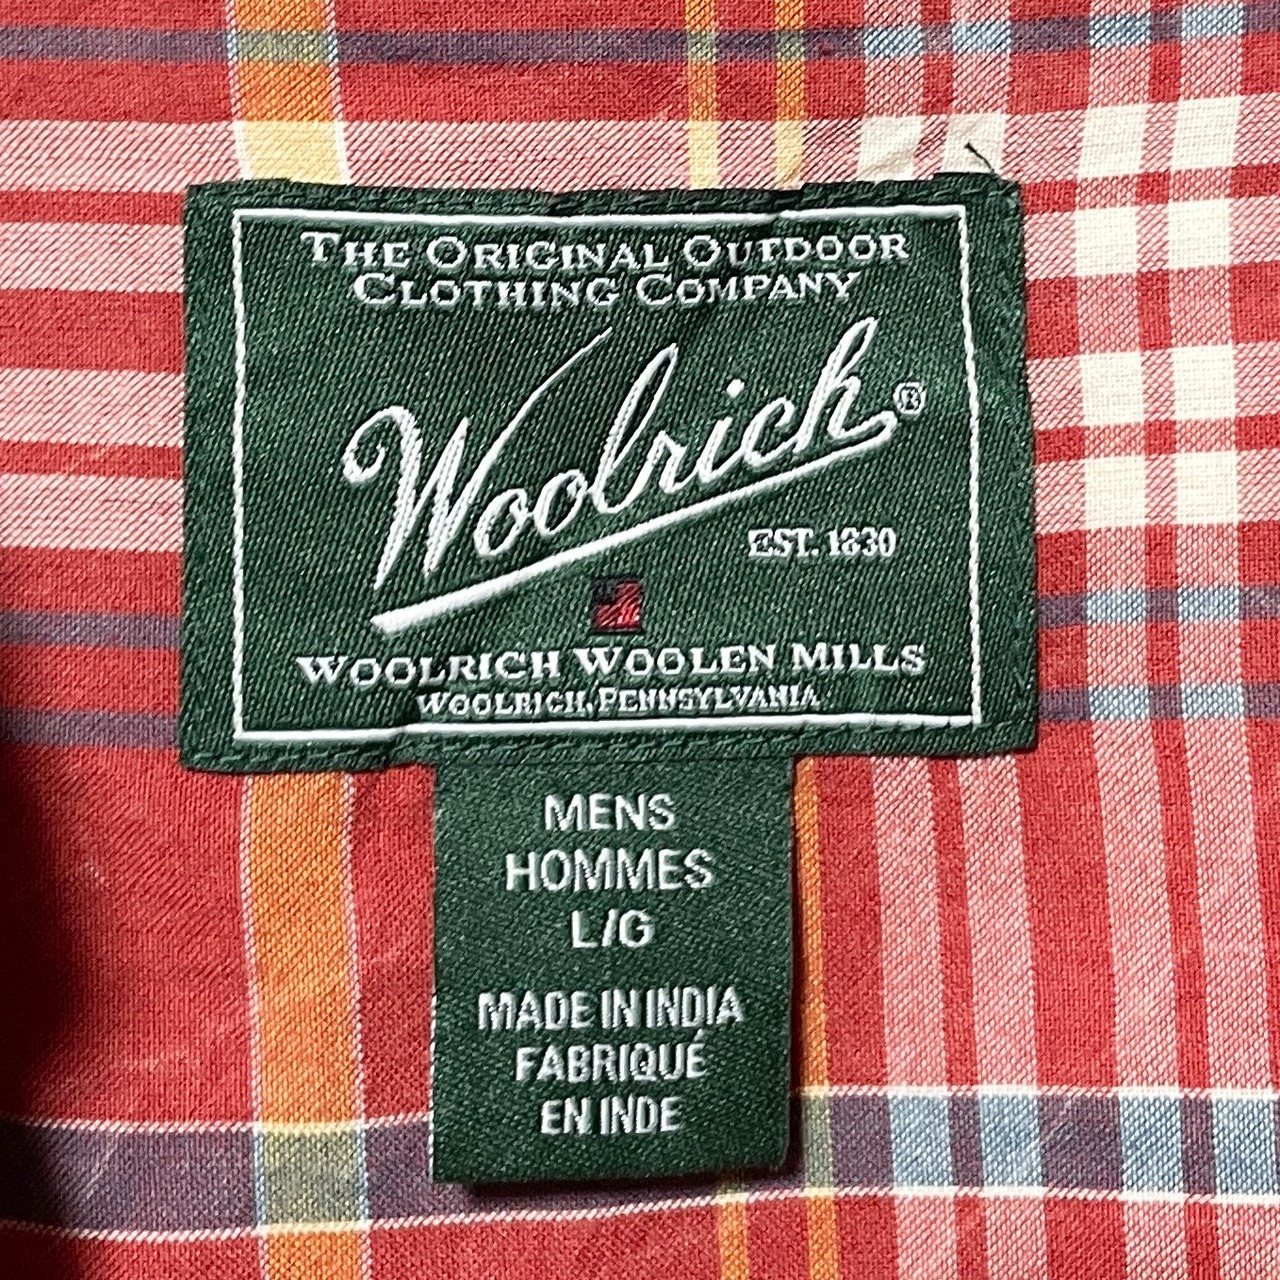 THE ORIGINAL OUTDOOR
CLOTHING COMPANY
Woolrich®
EST. 1830
WOOLRICH WOOLEN MILLS
WOOLRICH, PENNSYLVANIA
MENS
HOMMES
L/G
MADE IN INDIA
FABRIQUÉ
EN INDE